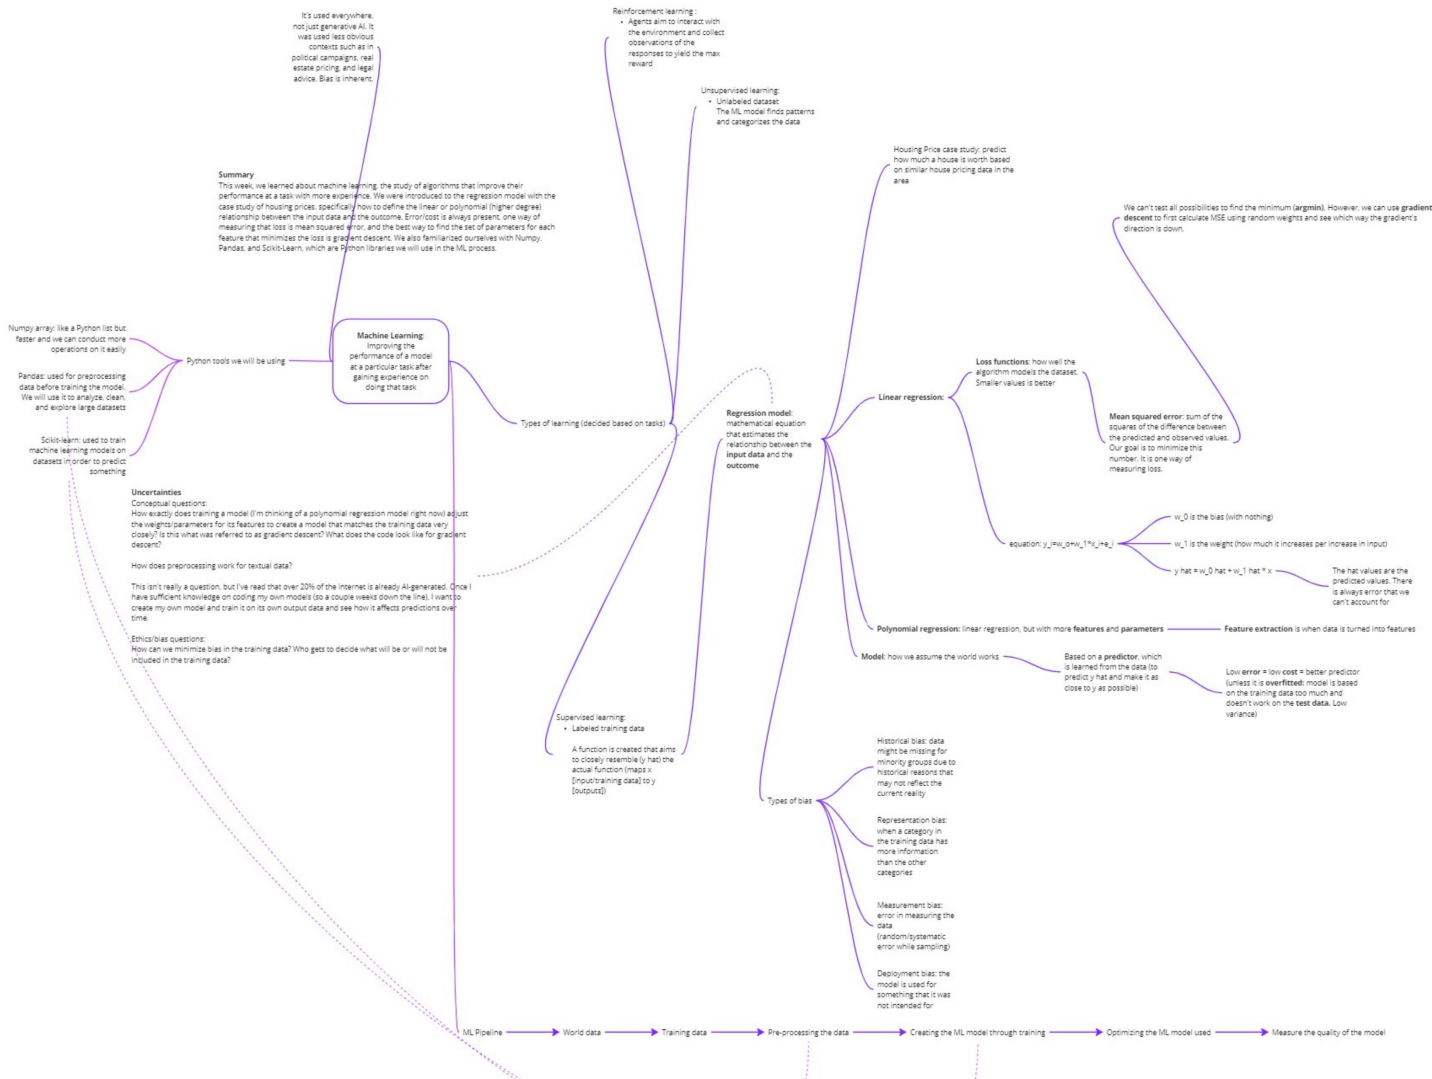 It's used everywhere,
not just generative AI. It
was used less obvious
contexts such as in
political campaigns, real
estate pricing, and legal
advice. Bias is inherent.
Reinforcement learning :
• Agents aim to interact with
the environment and collect
observations of the
responses to yield the max
reward
Unsupervised learning:
• Unlabeled dataset
The ML model finds patterns
and categorizes the data
Housing Price case study: predict
how much a house is worth based
on similar house pricing data in the
area
Summary
This week, we learned about machine learning, the study of algorithms that improve their
performance at a task with more experience. We were introduced to the regression model with the
case study of housing prices, specifically how to define the linear or polynomial (higher degree)
relationship between the input data and the outcome. Error/cost is always present, one way of
measuring that loss is mean squared error, and the best way to find the set of parameters for each
feature that minimizes the loss is gradient descent. We also familiarized ourselves with Numpy,
Pandas, and Scikit-Learn, which are Python libraries we will use in the ML process.
We can't test all possibilities to find the minimum (argmin). However, we can use gradient
descent to first calculate MSE using random weights and see which way the gradient's
direction is down.
Numpy array: like a Python list but
faster and we can conduct more
operations on it easily
Python tools we will be using
Pandas: used for preprocessing
data before training the model.
We will use it to analyze, clean,
and explore large datasets
Scikit-learn: used to train
machine learning models on
datasets in order to predict
something
Machine Learning:
Improving the
performance of a model
at a particular task after
gaining experience on
doing that task
Types of learning (decided based on tasks)
Regression model:
mathematical equation
that estimates the
relationship between the
input data and the
outcome
Linear regression:
Loss functions: how well the
algorithm models the dataset.
Smaller values is better
Mean squared error: sum of the
squares of the difference between
the predicted and observed values.
Our goal is to minimize this
number. It is one way of
measuring loss.
Uncertainties
Conceptual questions:
How exactly does training a model (I'm thinking of a polynomial regression model right now) adjust
the weights/parameters for its features to create a model that matches the training data very
closely? Is this what was referred to as gradient descent? What does the code look like for gradient
descent?
How does preprocessing work for textual data?
This isn't really a question, but I've read that over 20% of the internet is already AI-generated. Once I
have sufficient knowledge on coding my own models (so a couple weeks down the line), I want to
create my own model and train it on its own output data and see how it affects predictions over
time.
Ethics/bias questions:
How can we minimize bias in the training data? Who gets to decide what will be or will not be
included in the training data?
equation: y_i=w_o+w_1*x_i+e_i
w_0 is the bias (with nothing)
w_1 is the weight (how much it increases per increase in input)
y hat = w_0 hat + w_1 hat * x
The hat values are the
predicted values. There
is always error that we
can't account for
Polynomial regression: linear regression, but with more features and parameters
Feature extraction is when data is turned into features
Model: how we assume the world works
Based on a predictor, which
is learned from the data (to
predict y hat and make it as
close to y as possible)
Low error = low cost = better predictor
(unless it is overfitted: model is based
on the training data too much and
doesn't work on the test data. Low
variance)
Supervised learning:
• Labeled training data
A function is created that aims
to closely resemble (y hat) the
actual function (maps x
[input/training data] to y
[outputs])
Types of bias
Historical bias: data
might be missing for
minority groups due to
historical reasons that
may not reflect the
current reality
Representation bias:
when a category in
the training data has
more information
than the other
categories
Measurement bias:
error in measuring the
data
(random/systematic
error while sampling)
Deployment bias: the
model is used for
something that it was
not intended for
ML Pipeline
World data
Training data
Pre-processing the data
Creating the ML model through training
Optimizing the ML model used
Measure the quality of the model